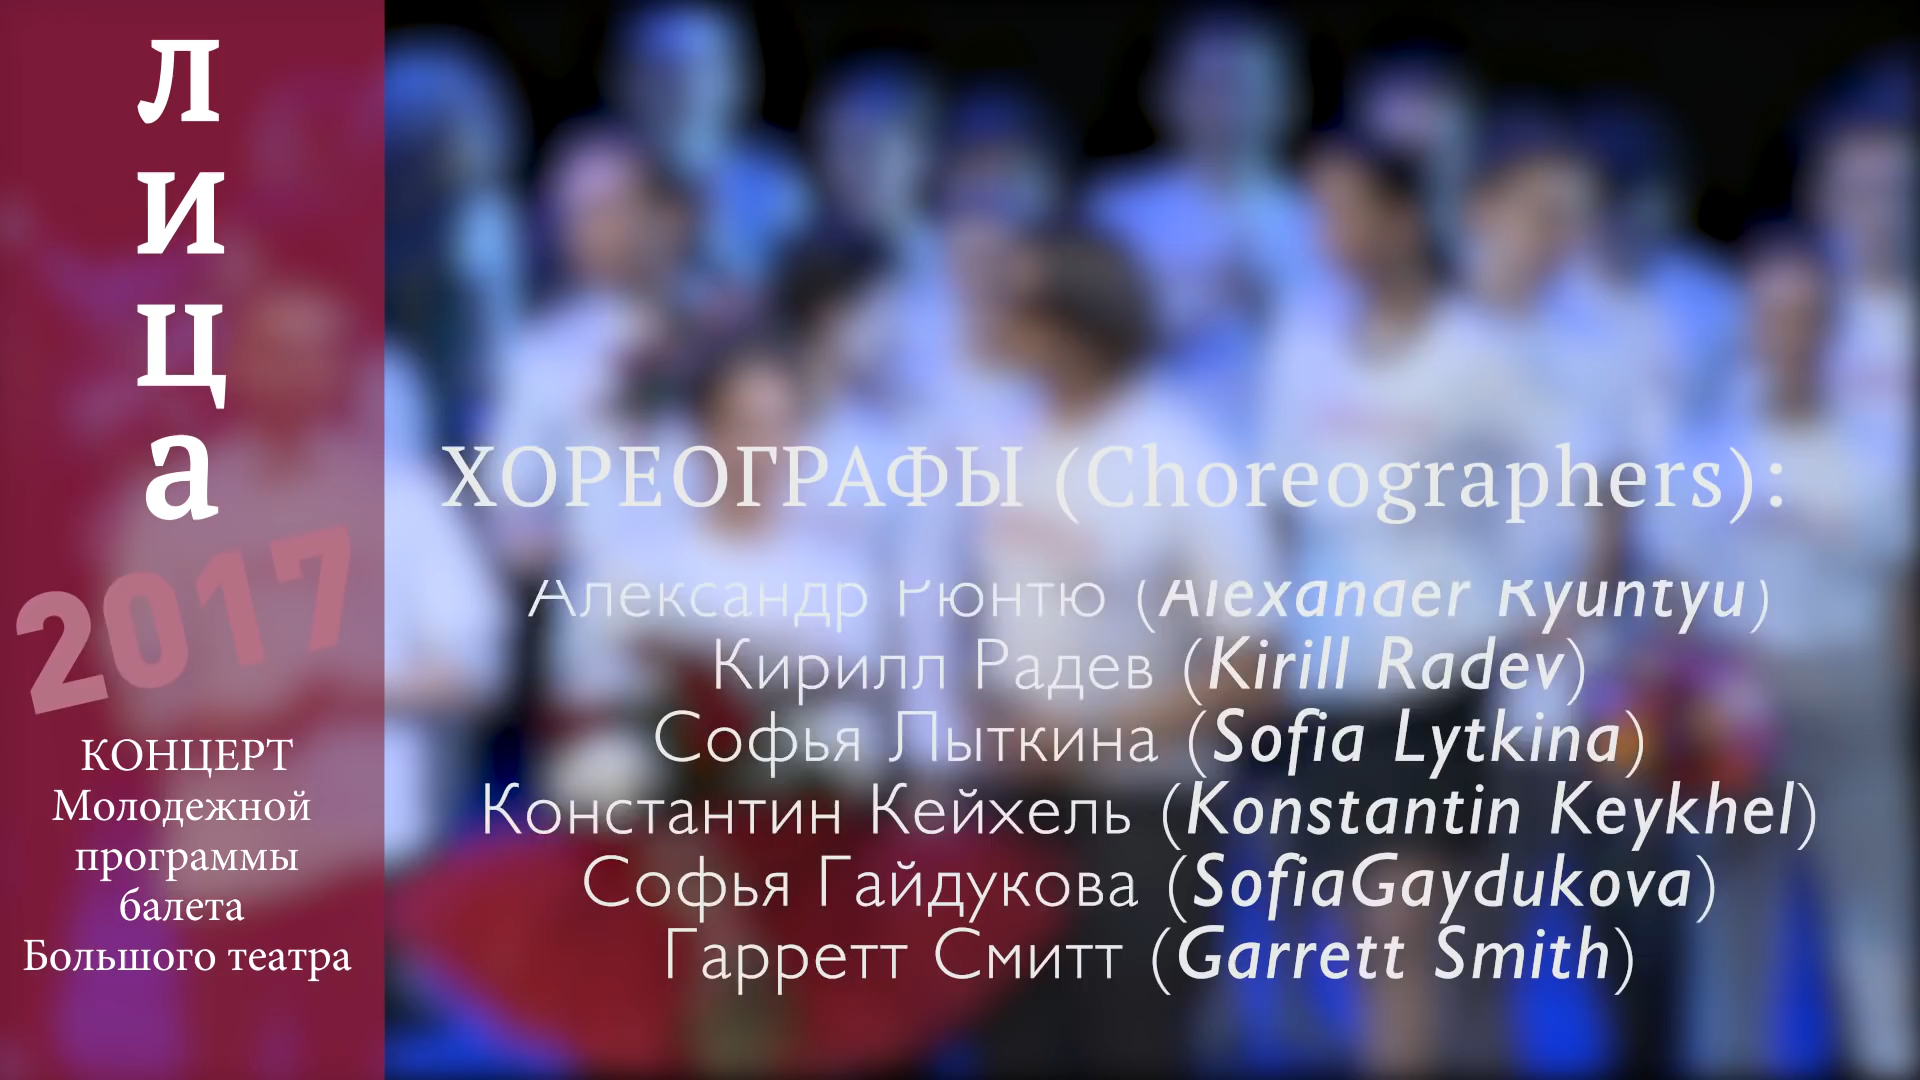 Лица
2017
КОНЦЕРТ
Молодежной
программы
балета
Большого театра
ХОРЕОГРАФЫ (Choreographers):
Александр Рюнтю (Alexander Ryuntyu)
Кирилл Радев (Kirill Radev)
Софья Лыткина (Sofia Lytkina)
Константин Кейхель (Konstantin Keykhel)
Софья Гайдукова (SofiaGaydukova)
Гарретт Смитт (Garrett Smith)